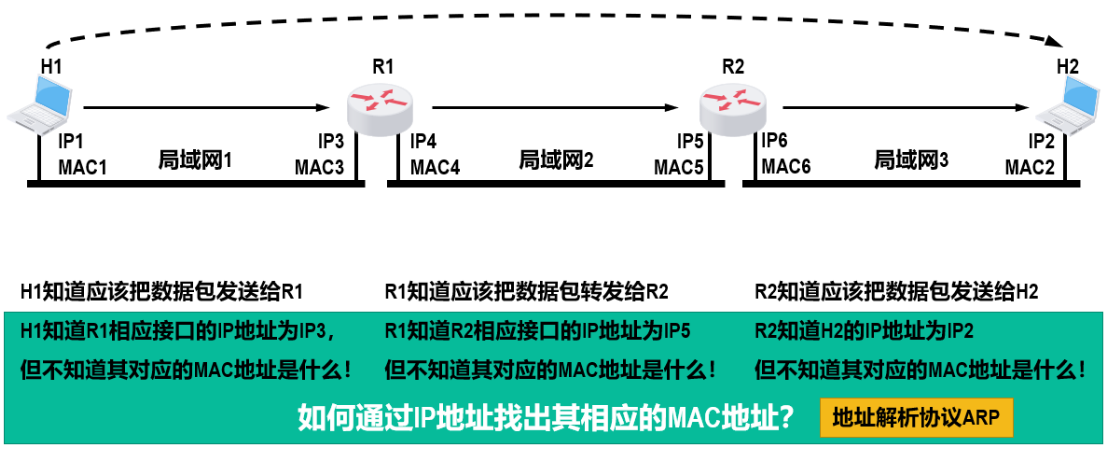 H1 R1 R2 H2
IP1 IP3 IP4 IP5 IP6 IP2
MAC1 局域网1 MAC3 MAC4 局域网2 MAC5 MAC6 局域网3 MAC2
H1知道应该把数据包发送给R1
H1知道R1相应接口的IP地址为IP3，
但不知道其对应的MAC地址是什么！
R1知道应该把数据包转发给R2
R1知道R2相应接口的IP地址为IP5
但不知道其对应的MAC地址是什么！
R2知道应该把数据包发送给H2
R2知道H2的IP地址为IP2
但不知道其对应的MAC地址是什么！
如何通过IP地址找出其相应的MAC地址？
地址解析协议ARP